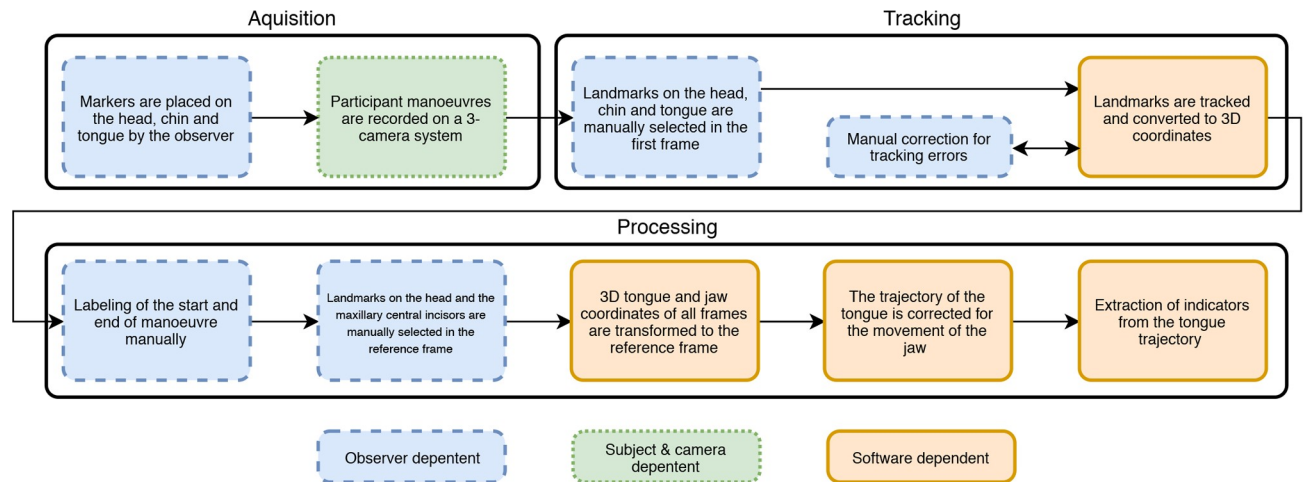 Aquisition
Markers are placed on
the head, chin and
tongue by the observer
Participant manoeuvres
are recorded on a 3-
camera system
Tracking
Landmarks on the head,
chin and tongue are
manually selected in the
first frame
Manual correction for
tracking errors
Landmarks are tracked
and converted to 3D
coordinates
Processing
Labeling of the start and
end of manoeuvre
manually
Landmarks on the head and the
maxillary central incisors are
manually selected in the
reference frame
3D tongue and jaw
coordinates of all frames
are transformed to the
reference frame
The trajectory of the
tongue is corrected for
the movement of the
jaw
Extraction of indicators
from the tongue
trajectory
Observer depentent
Subject & camera
depentent
Software dependent